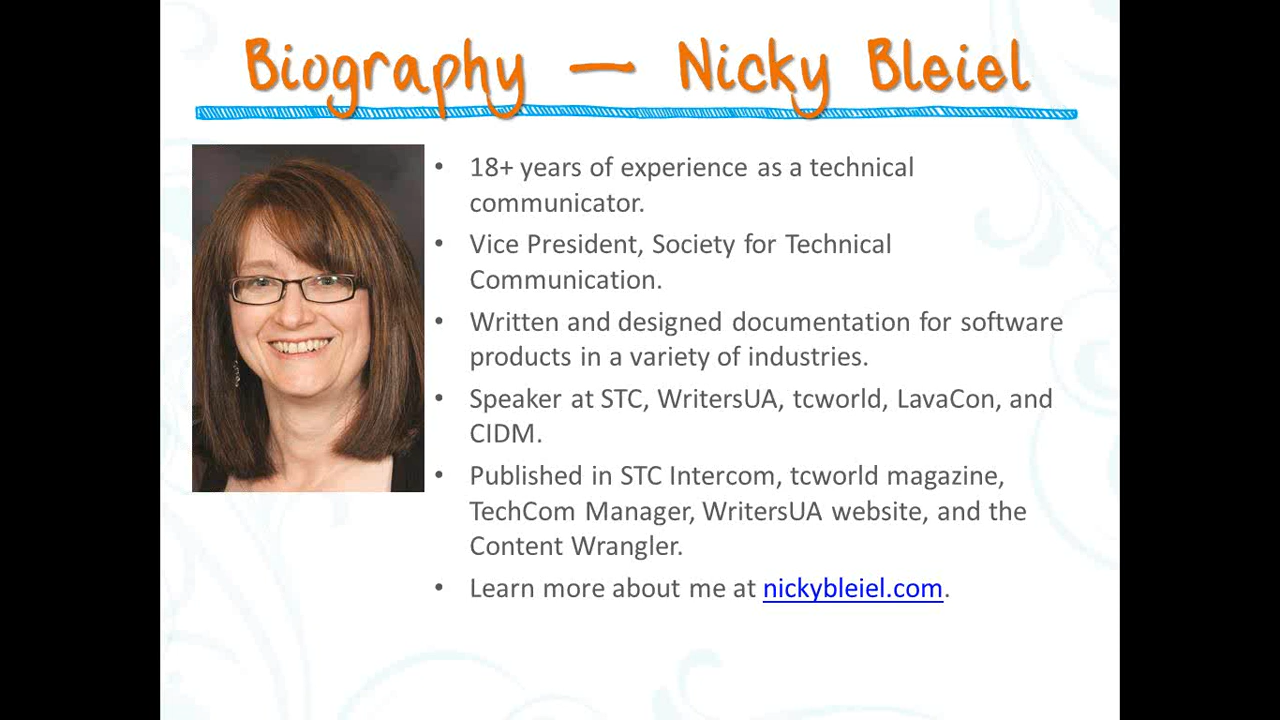 Biography — Nicky Bleiel
• 18+ years of experience as a technical
communicator.
• Vice President, Society for Technical
Communication.
• Written and designed documentation for software
products in a variety of industries.
• Speaker at STC, WritersUA, tcworld, LavaCon, and
CIDM.
• Published in STC Intercom, tcworld magazine,
TechCom Manager, WritersUA website, and the
Content Wrangler.
• Learn more about me at nickybleiel.com.